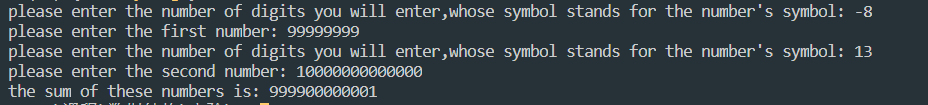 please enter the number of digits you will enter,whose symbol stands for the number's symbol: -8
please enter the first number: 99999999
please enter the number of digits you will enter,whose symbol stands for the number's symbol: 13
please enter the second number: 10000000000000
the sum of these numbers is: 999900000001